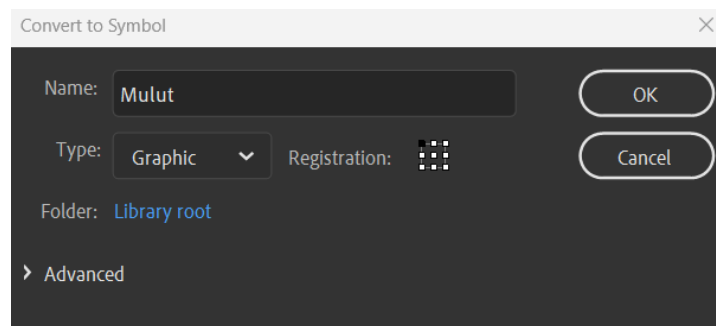 Convert to Symbol
Name: Mulut OK
Type: Graphic Registration: Cancel
Folder: Library root
Advanced